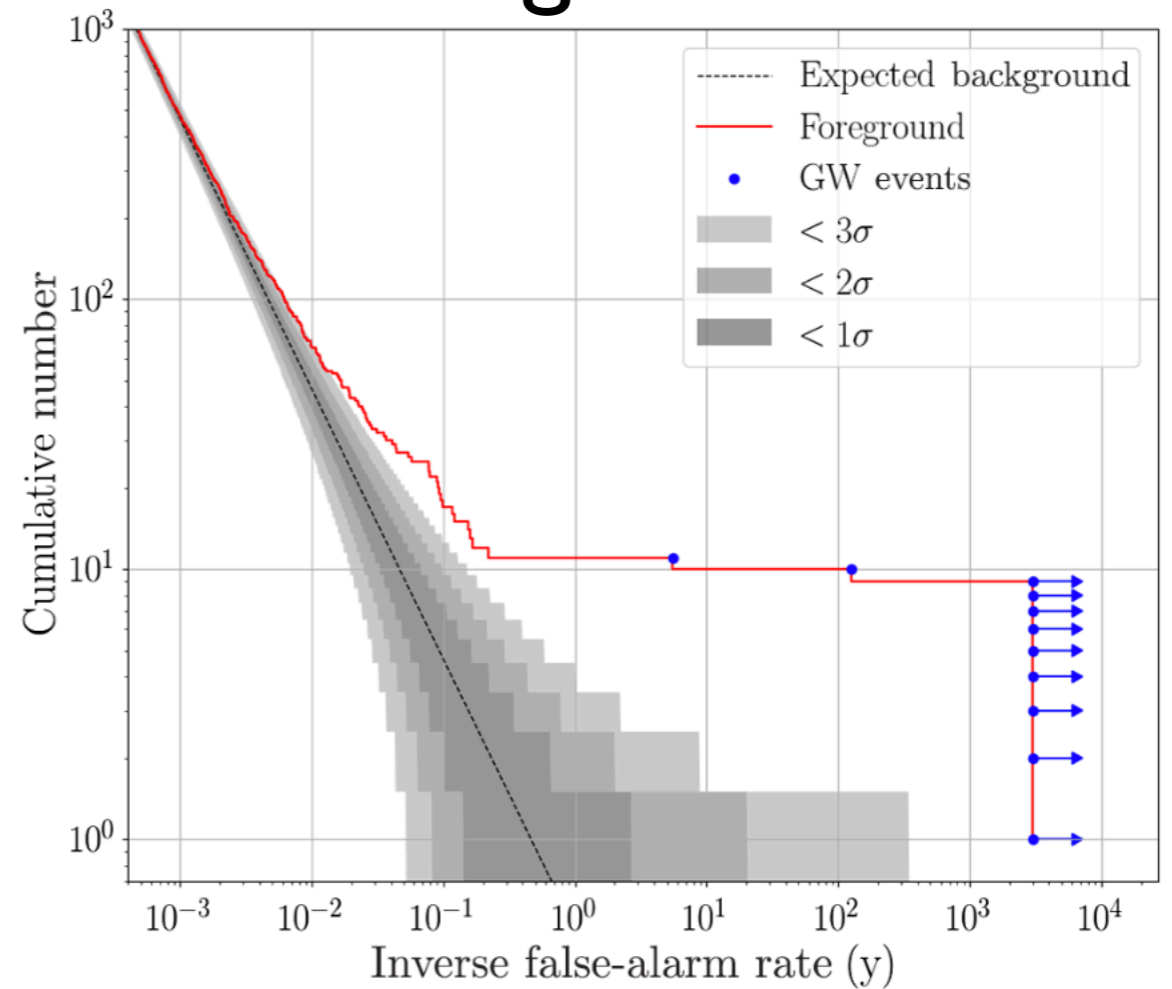 g
10³
10²
10¹
10⁰
Cumulative number
Expected background
Foreground
GW events
< 3σ
< 2σ
< 1σ
10⁻³ 10⁻² 10⁻¹ 10⁰ 10¹ 10² 10³ 10⁴
Inverse false-alarm rate (y)